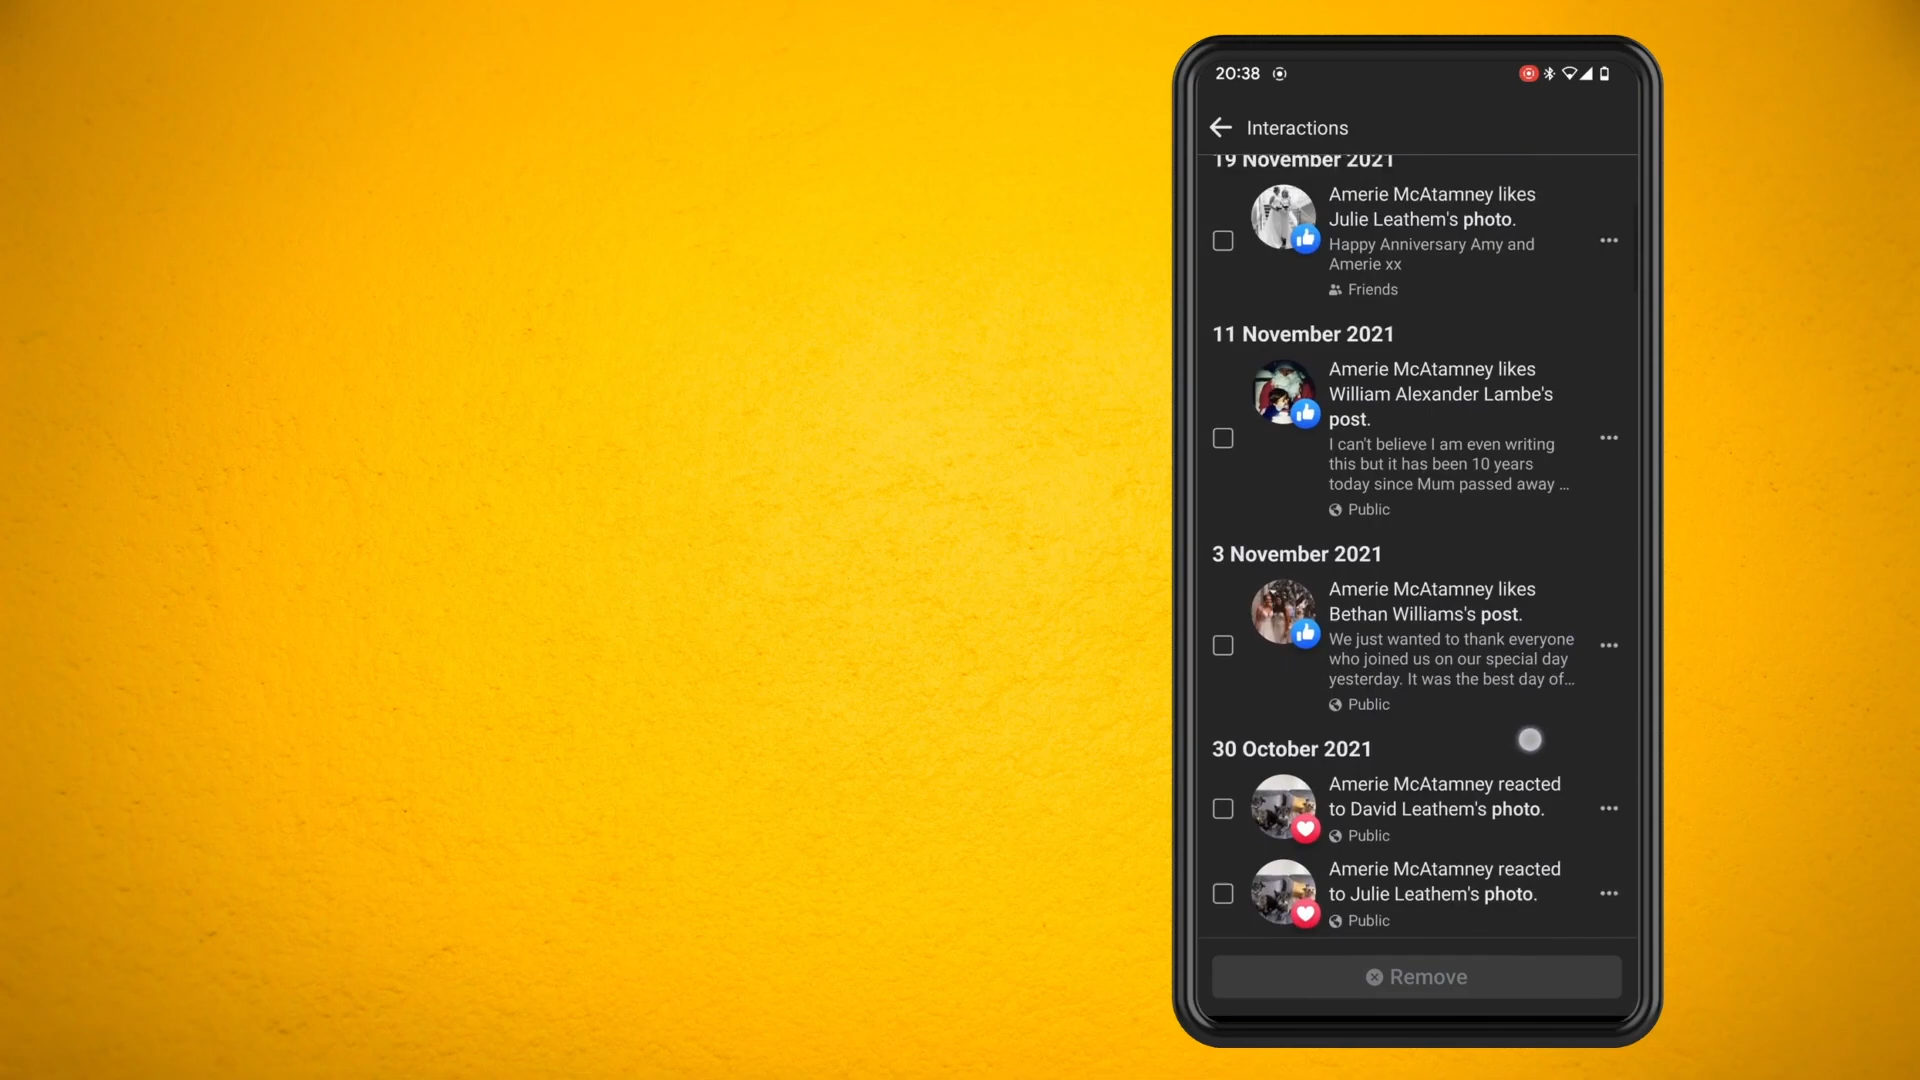 20:38
Interactions
19 November 2021
Amerie McAtamney likes
Julie Leathem's photo.
Happy Anniversary Amy and
Amerie xx
Friends
11 November 2021
Amerie McAtamney likes
William Alexander Lambe's
post.
I can't believe I am even writing
this but it has been 10 years
today since Mum passed away ...
Public
3 November 2021
Amerie McAtamney likes
Bethan Williams's post.
We just wanted to thank everyone
who joined us on our special day
yesterday. It was the best day of...
Public
30 October 2021
Amerie McAtamney reacted
to David Leathem's photo.
Public
Amerie McAtamney reacted
to Julie Leathem's photo.
Public
Remove